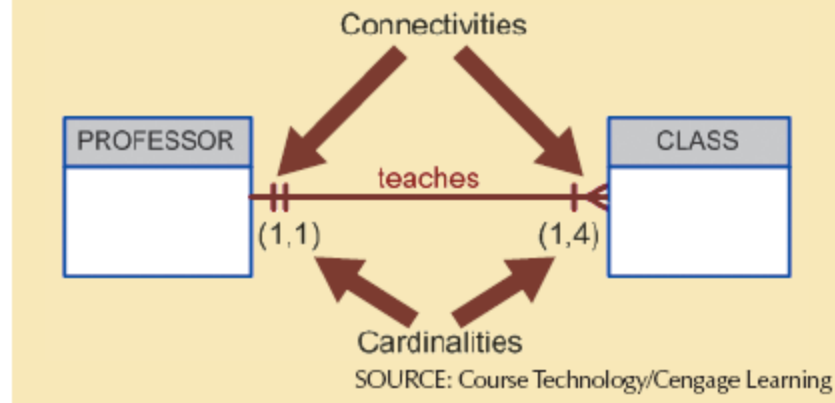 Connectivities
PROFESSOR
CLASS
teaches
(1,1)
(1,4)
Cardinalities
SOURCE: Course Technology/Cengage Learning